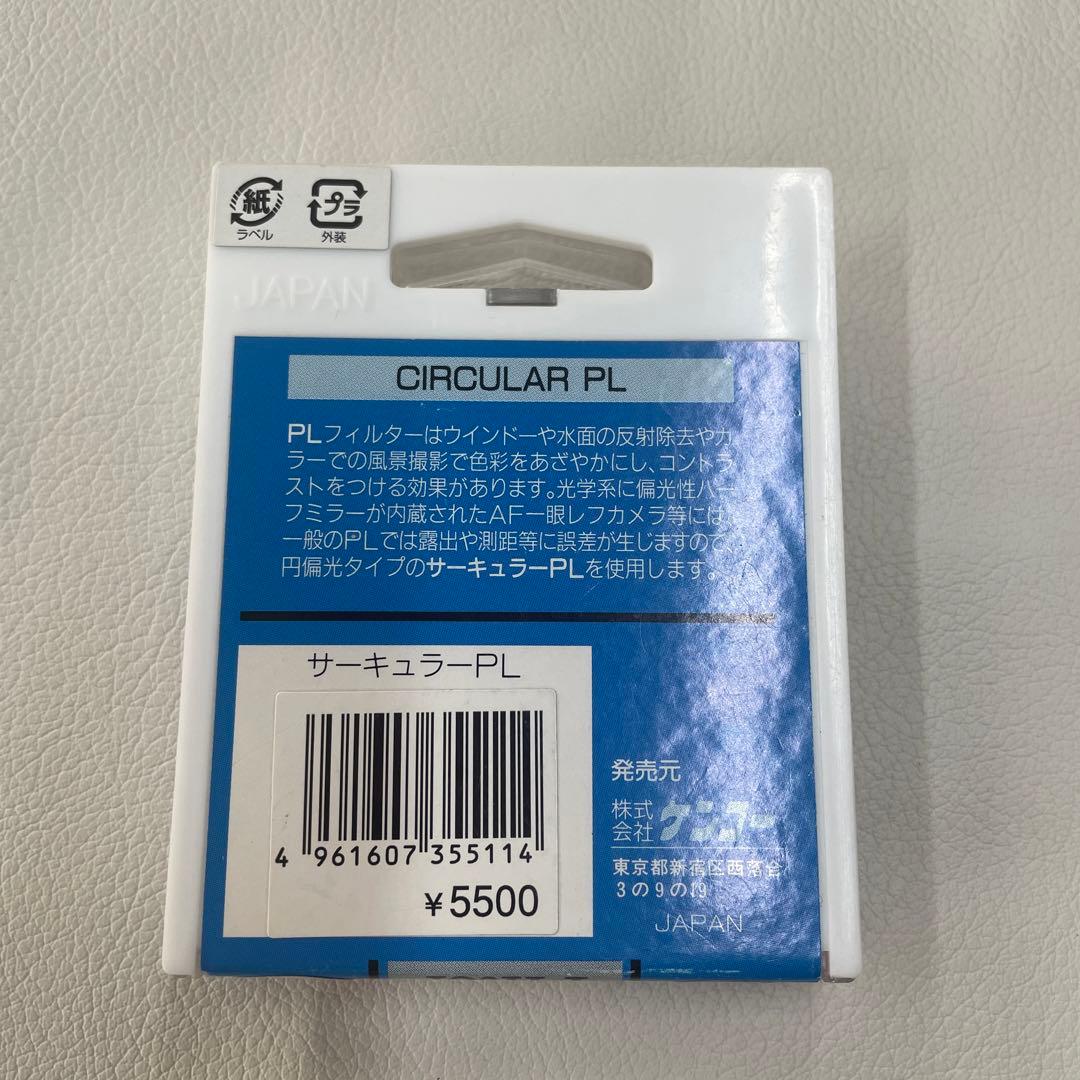 紙
プラ
ラベル
外装
JAPAN
CIRCULAR PL
PLフィルターはウインドーや水面の反射除去やカ
ラーでの風景撮影で色彩をあざやかにし、コントラ
ストをつける効果があります。光学系に偏光性ハー
フミラーが内蔵されたAF一眼レフカメラ等には、
一般のPLでは露出や測距等に誤差が生じますので、
円偏光タイプのサーキュラーPLを使用します。
サーキュラーPL
4 961607 355114
¥5500
発売元
株式会社 ケンコー
東京都新宿区西落合
3の9の19
JAPAN